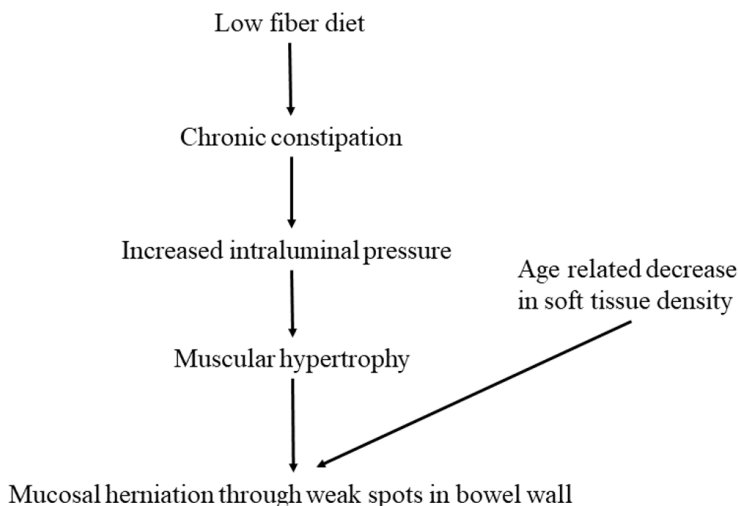 Low fiber diet
Chronic constipation
Increased intraluminal pressure
Age related decrease
in soft tissue density
Muscular hypertrophy
Mucosal herniation through weak spots in bowel wall